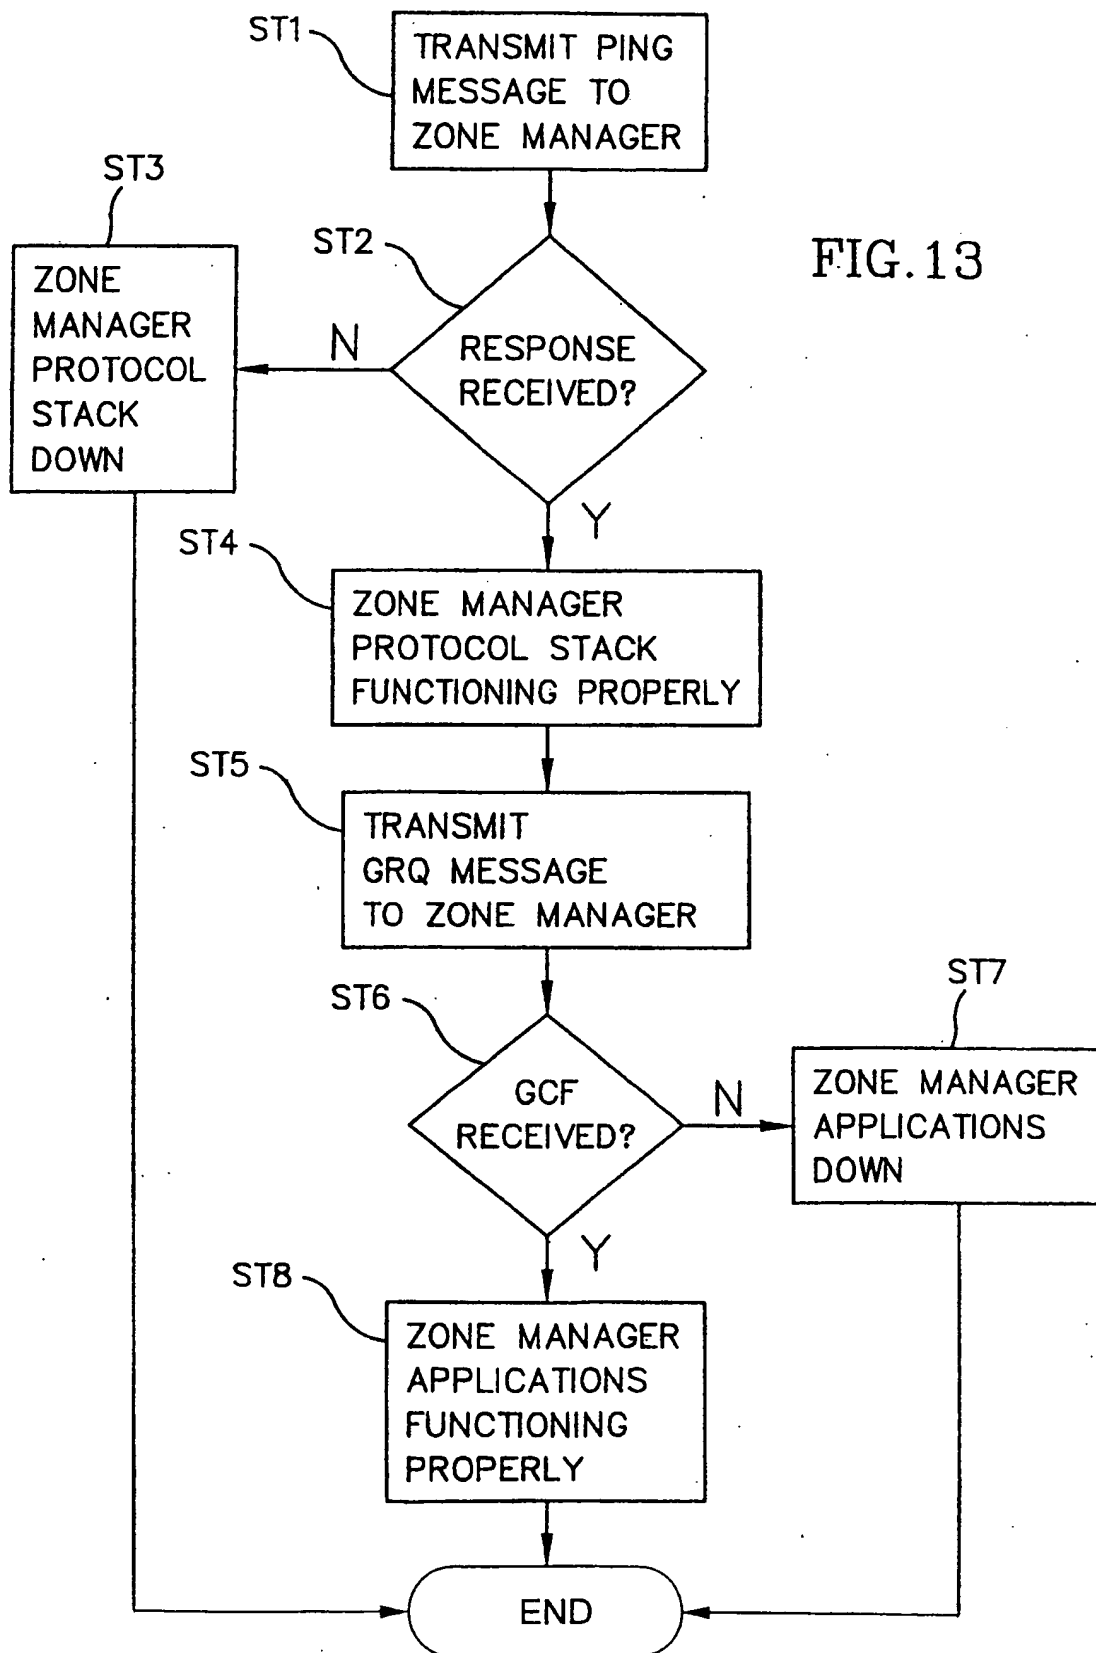 ST1
TRANSMIT PING
MESSAGE TO
ZONE MANAGER
FIG.13
ST2
RESPONSE
RECEIVED?
N
ST3
ZONE
MANAGER
PROTOCOL
STACK
DOWN
Y
ST4
ZONE MANAGER
PROTOCOL STACK
FUNCTIONING PROPERLY
ST5
TRANSMIT
GRQ MESSAGE
TO ZONE MANAGER
ST6
GCF
RECEIVED?
N
ST7
ZONE MANAGER
APPLICATIONS
DOWN
Y
ST8
ZONE MANAGER
APPLICATIONS
FUNCTIONING
PROPERLY
END